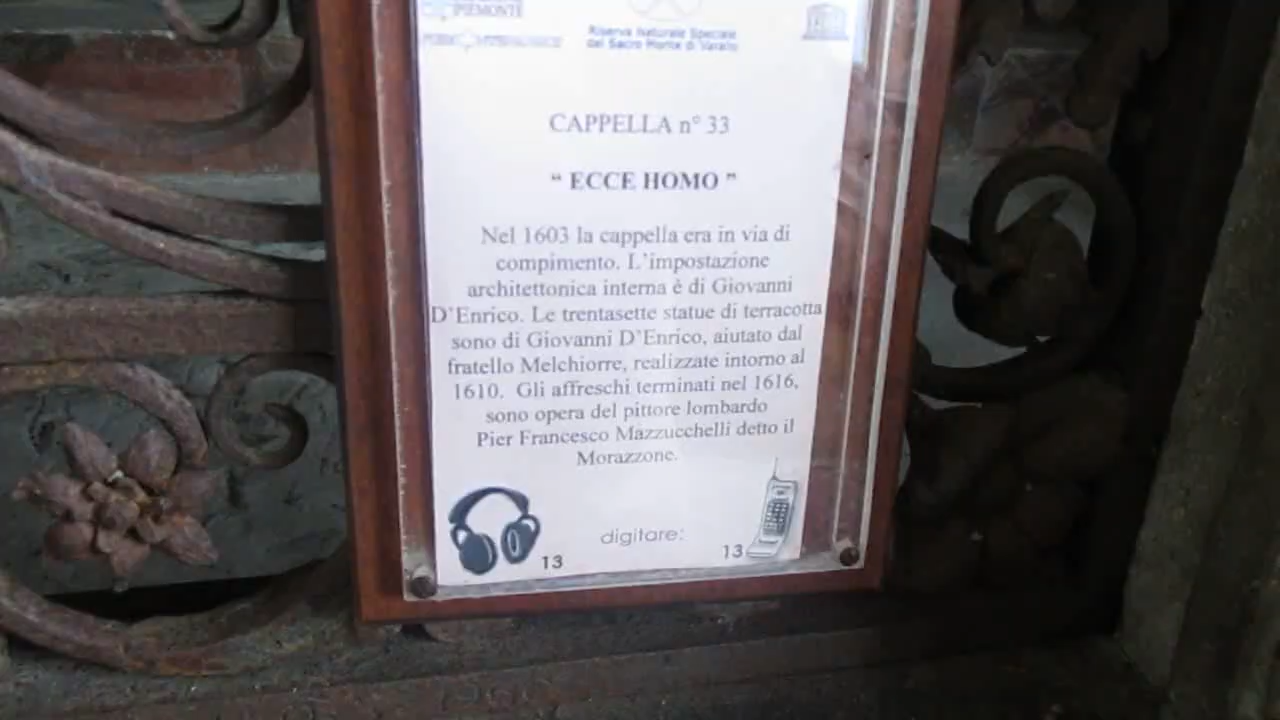 PIEMONTE
Riserva Naturale Speciale
del Sacro Monte di Varallo
CAPPELLA n° 33
“ ECCE HOMO ”
Nel 1603 la cappella era in via di
compimento. L’impostazione
architettonica interna è di Giovanni
D’Enrico. Le trentasette statue di terracotta
sono di Giovanni D’Enrico, aiutato dal
fratello Melchiorre, realizzate intorno al
1610. Gli affreschi terminati nel 1616,
sono opera del pittore lombardo
Pier Francesco Mazzucchelli detto il
Morazzone.
digitare:
13
13